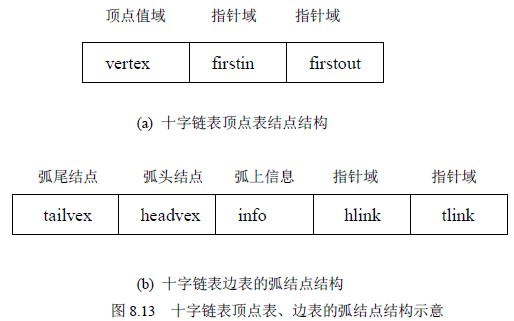 顶点值域 指针域 指针域
vertex firstin firstout
(a) 十字链表顶点表结点结构
弧尾结点 弧头结点 弧上信息 指针域 指针域
tailvex headvex info hlink tlink
(b) 十字链表边表的弧结点结构
图 8.13 十字链表顶点表、边表的弧结点结构示意